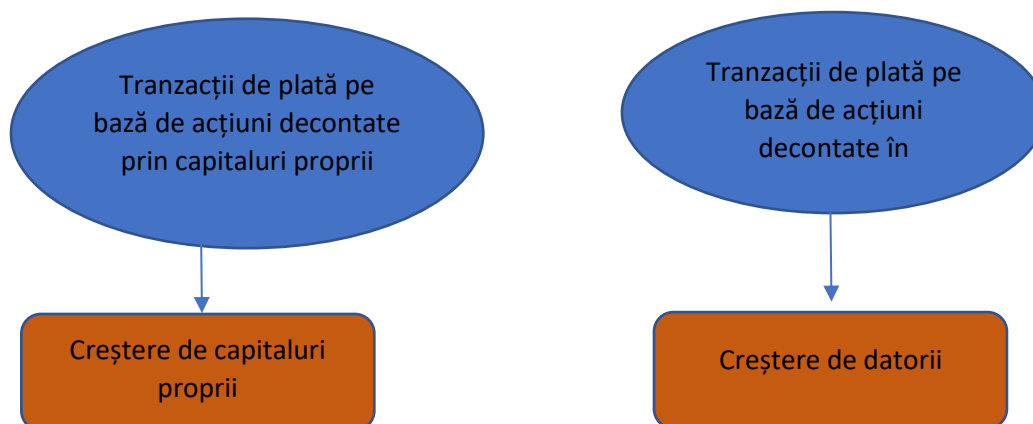 Tranzacții de plată pe
bază de acțiuni decontate
prin capitaluri proprii
Tranzacții de plată pe
bază de acțiuni
decontate în
Creștere de capitaluri
proprii
Creștere de datorii